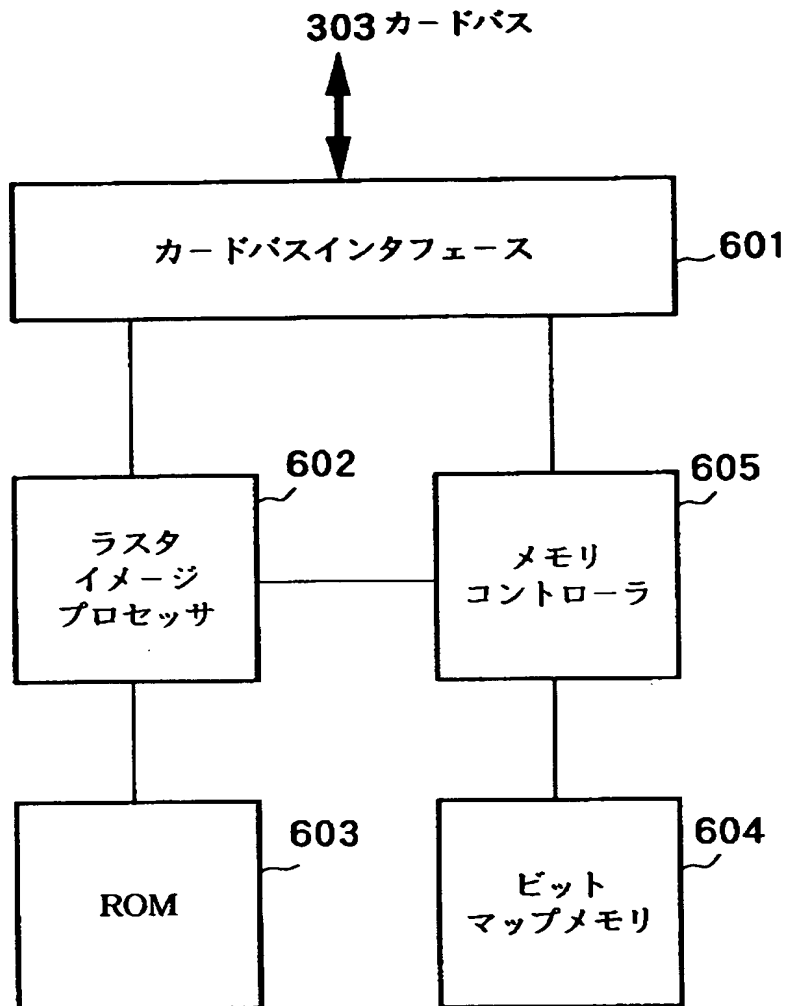 303 カードバス
カードバスインタフェース
601
602
ラスタ
イメージ
プロセッサ
605
メモリ
コントローラ
603
ROM
604
ビット
マップメモリ